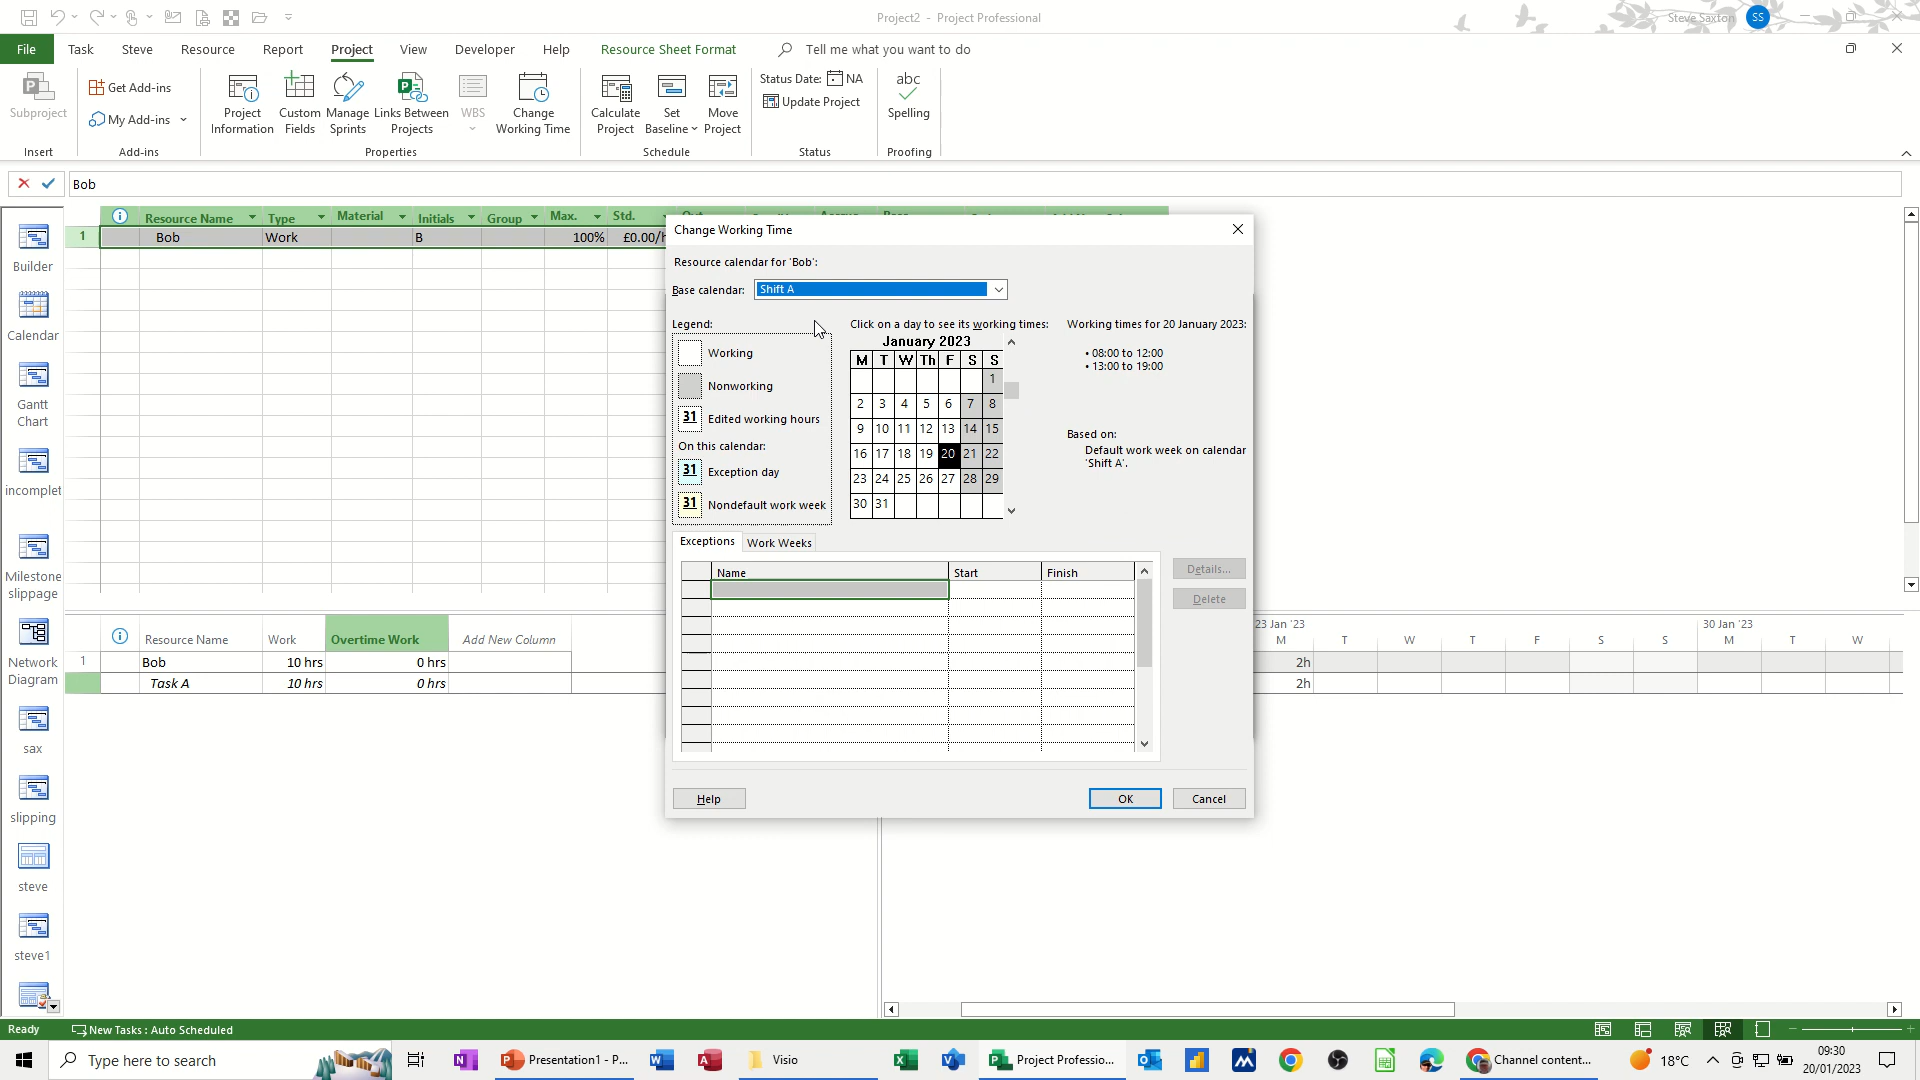 Project2 - Project Professional
Steve Saxton
SS
File Task Steve Resource Report Project View Developer Help Resource Sheet Format Tell me what you want to do
Subproject
Insert
Get Add-ins
My Add-ins
Add-ins
Project Information
Custom Fields
Manage Sprints
Links Between Projects
WBS
Change Working Time
Properties
Calculate Project
Set Baseline
Move Project
Schedule
Status Date: NA
Update Project
Status
abc
Spelling
Proofing
Bob
Resource Name Type Material Initials Group Max. Std.
1 Bob Work B 100% £0.00/h
Builder
Calendar
Gantt Chart
incomplet
Milestone slippage
Network Diagram
sax
slipping
steve
steve1
Change Working Time
Resource calendar for 'Bob':
Base calendar: Shift A
Legend:
Working
Nonworking
31 Edited working hours
On this calendar:
31 Exception day
31 Nondefault work week
Click on a day to see its working times:
January 2023
M T W Th F S S
1
2 3 4 5 6 7 8
9 10 11 12 13 14 15
16 17 18 19 20 21 22
23 24 25 26 27 28 29
30 31
Working times for 20 January 2023:
• 08:00 to 12:00
• 13:00 to 19:00
Based on:
Default work week on calendar
'Shift A'.
Exceptions Work Weeks
Name Start Finish
Details...
Delete
Help OK Cancel
Resource Name Work Overtime Work Add New Column
1 Bob 10 hrs 0 hrs
Task A 10 hrs 0 hrs
23 Jan '23 30 Jan '23
M T W T F S S M T W
2h
2h
Ready New Tasks : Auto Scheduled
Type here to search
Presentation1 - P...
Visio
Project Professio...
Channel content...
18°C
09:30
20/01/2023